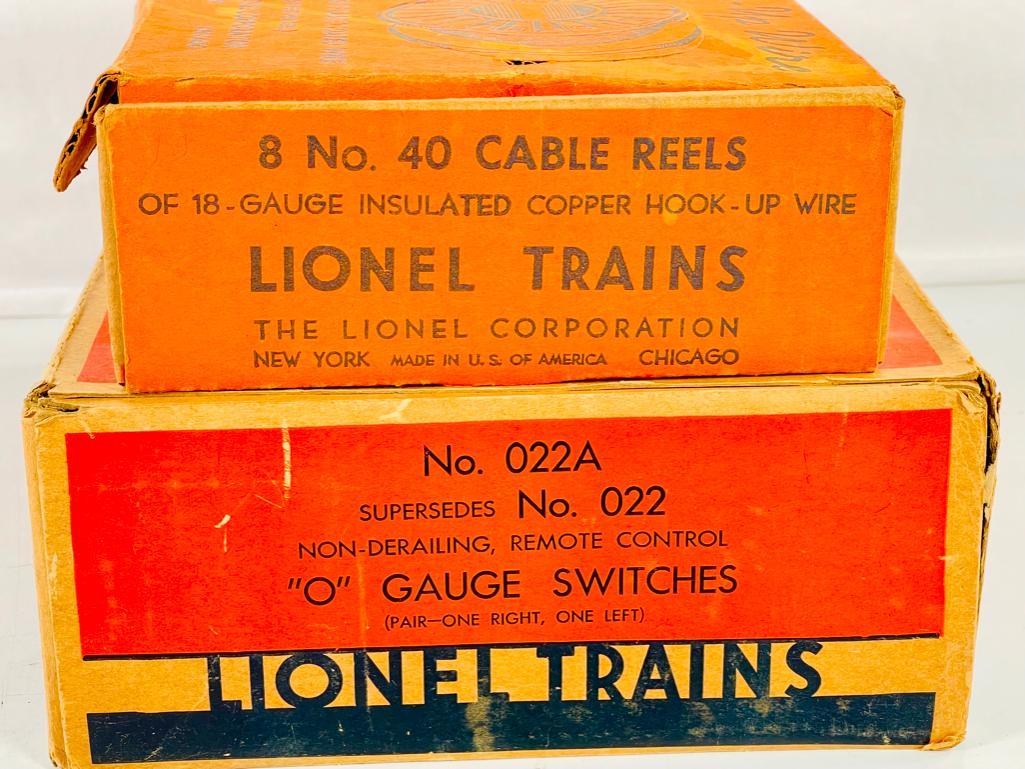 8 No. 40 CABLE REELS
OF 18-GAUGE INSULATED COPPER HOOK-UP WIRE
LIONEL TRAINS
THE LIONEL CORPORATION
NEW YORK MADE IN U. S. OF AMERICA CHICAGO
No. 022A
SUPERSEDES No. 022
NON-DERAILING, REMOTE CONTROL
"O" GAUGE SWITCHES
(PAIR—ONE RIGHT, ONE LEFT)
LIONEL TRAINS